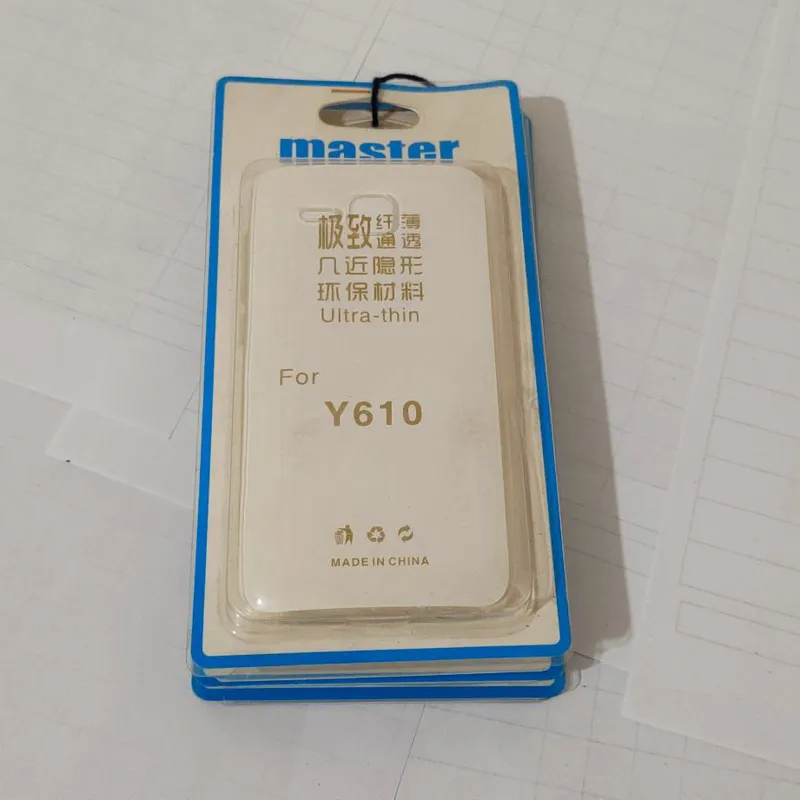 master
极致纤薄通透
几近隐形
环保材料
Ultra-thin
For
Y610
MADE IN CHINA